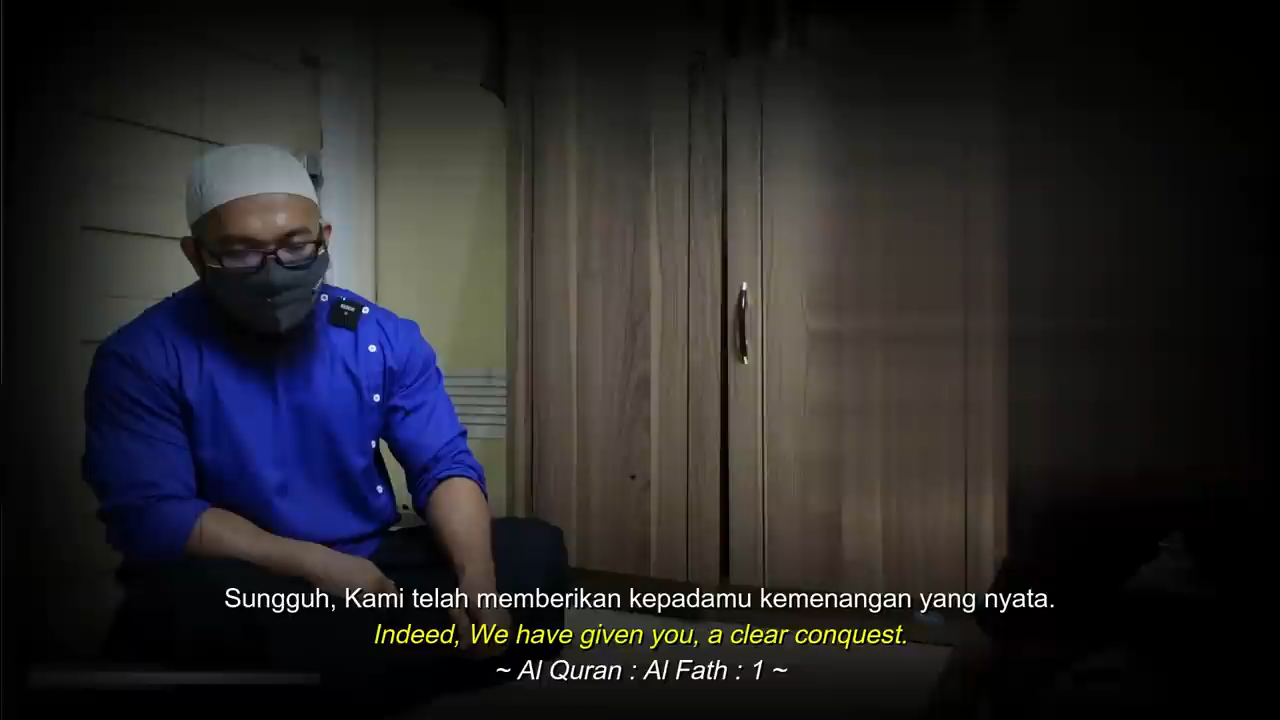 Sungguh, Kami telah memberikan kepadamu kemenangan yang nyata.
Indeed, We have given you, a clear conquest.
~ Al Quran : Al Fath : 1 ~